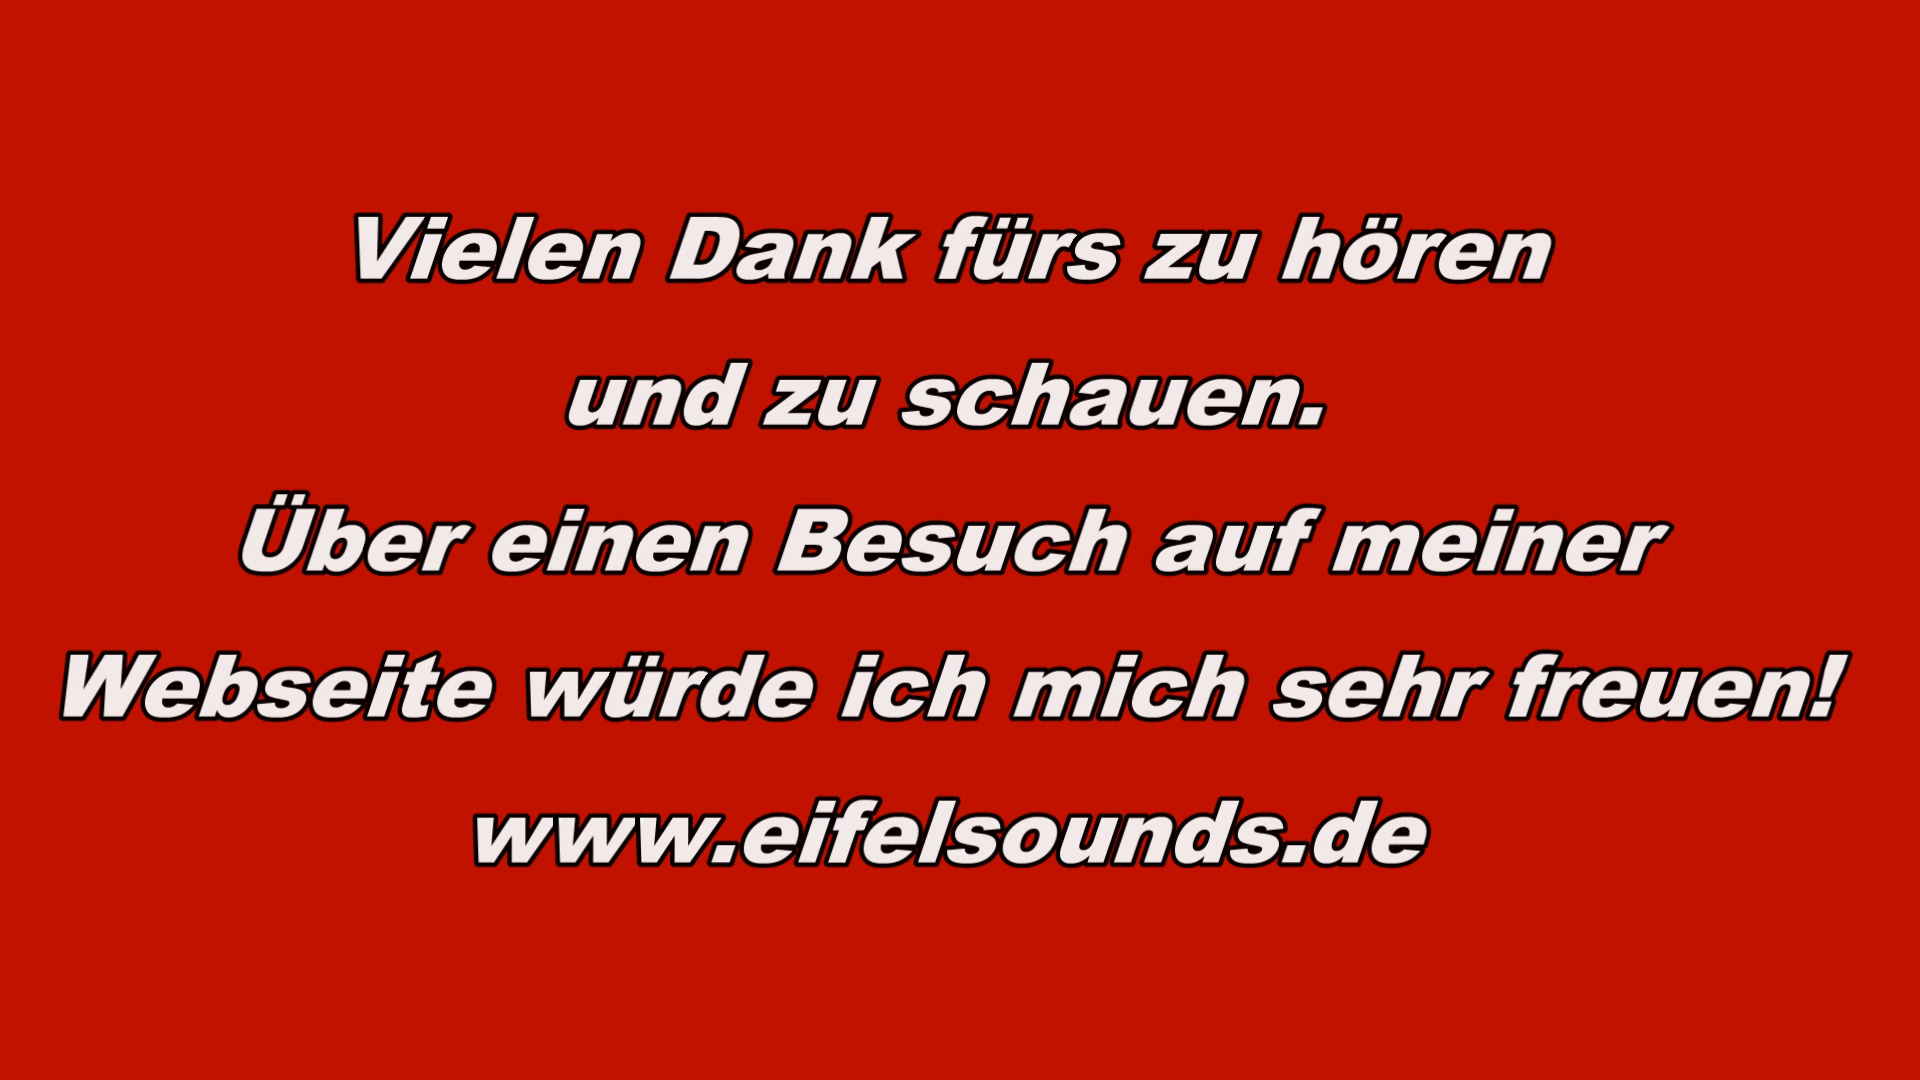 Vielen Dank fürs zu hören
und zu schauen.
Über einen Besuch auf meiner
Webseite würde ich mich sehr freuen!
www.eifelsounds.de